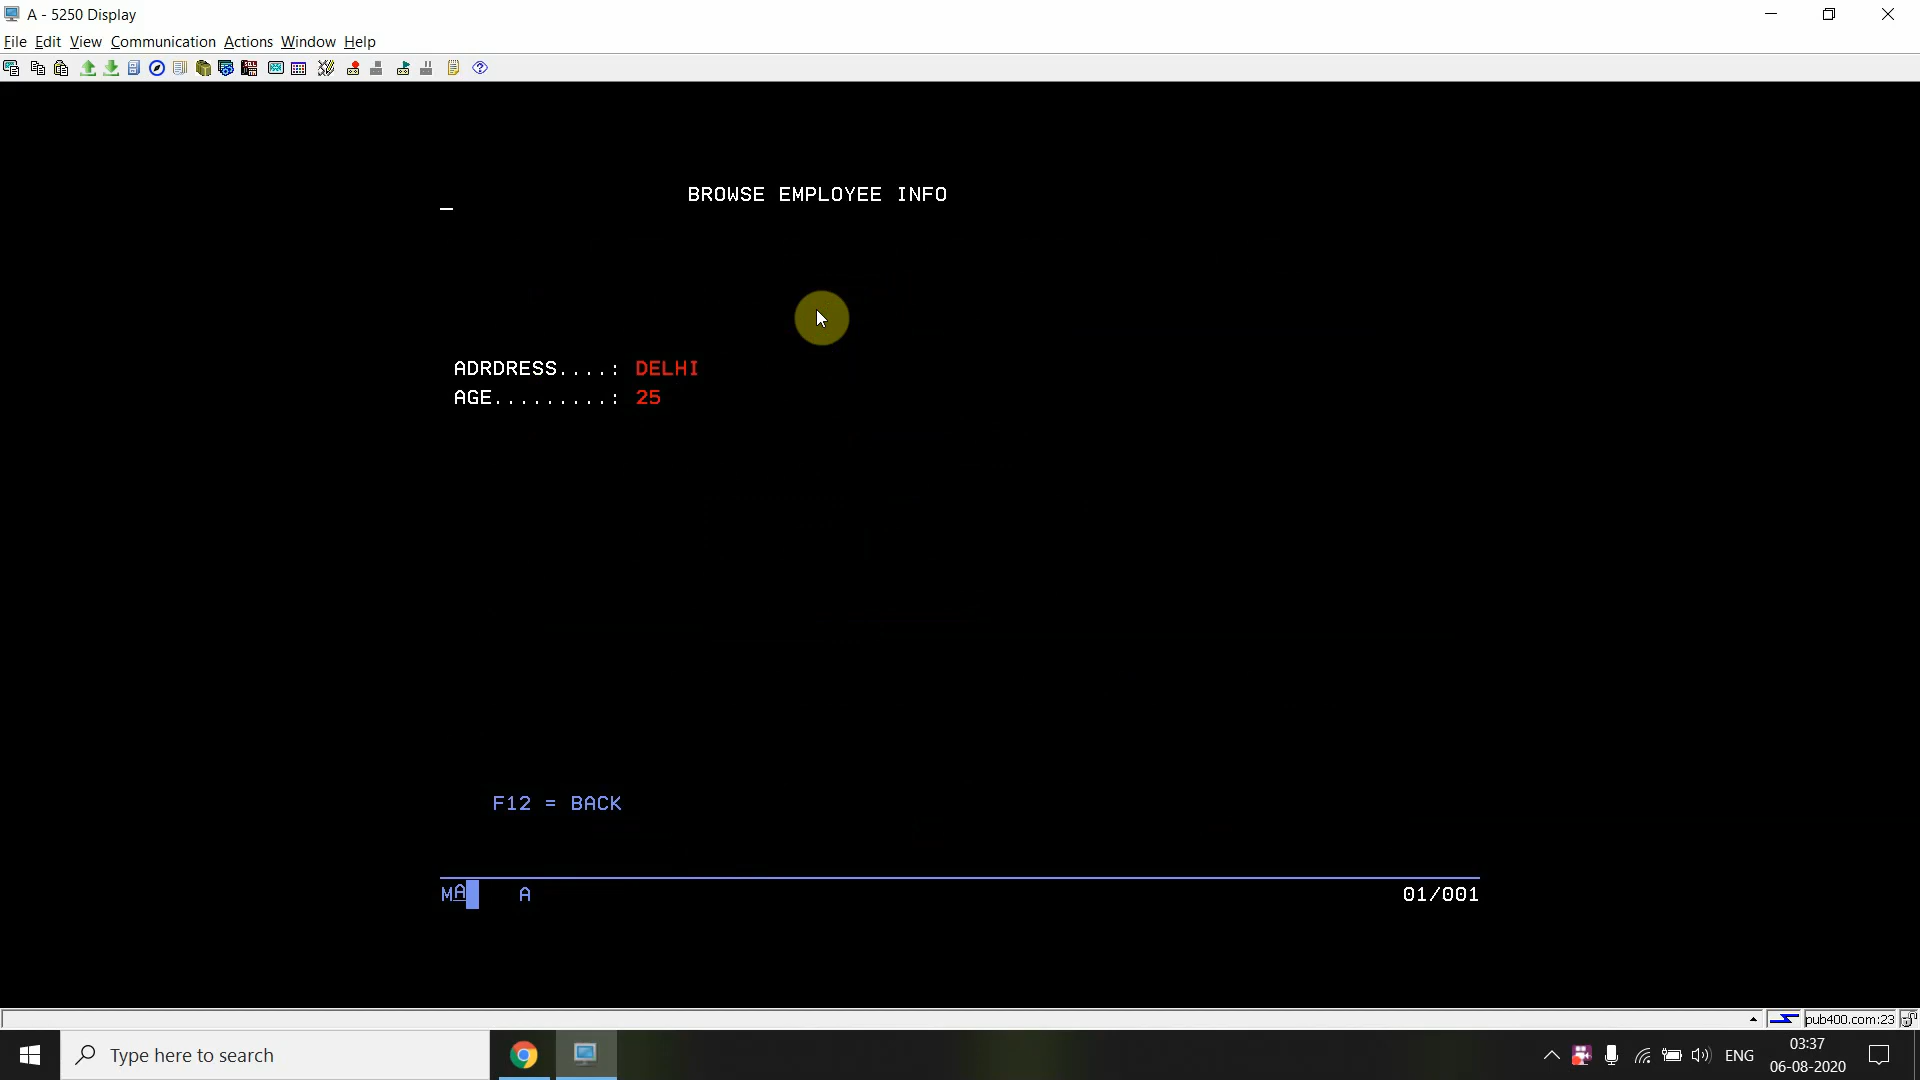 A - 5250 Display
File Edit View Communication Actions Window Help
BROWSE EMPLOYEE INFO
ADRDRESS....: DELHI
AGE.........: 25
F12 = BACK
MA A 01/001
pub400.com:23
Type here to search
ENG
03:37
06-08-2020